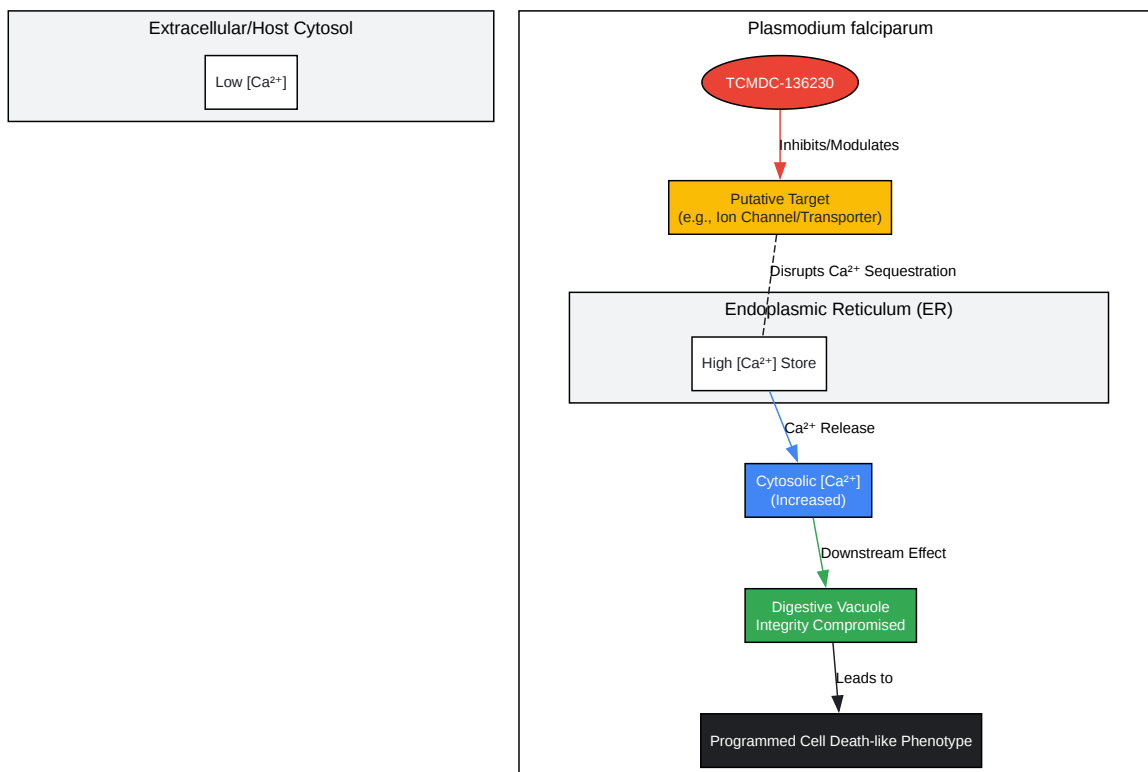 Extracellular/Host Cytosol
Low [Ca²⁺]
Plasmodium falciparum
TCMDC-136230
Inhibits/Modulates
Putative Target
(e.g., Ion Channel/Transporter)
Disrupts Ca²⁺ Sequestration
Endoplasmic Reticulum (ER)
High [Ca²⁺] Store
Ca²⁺ Release
Cytosolic [Ca²⁺]
(Increased)
Downstream Effect
Digestive Vacuole
Integrity Compromised
Leads to
Programmed Cell Death-like Phenotype